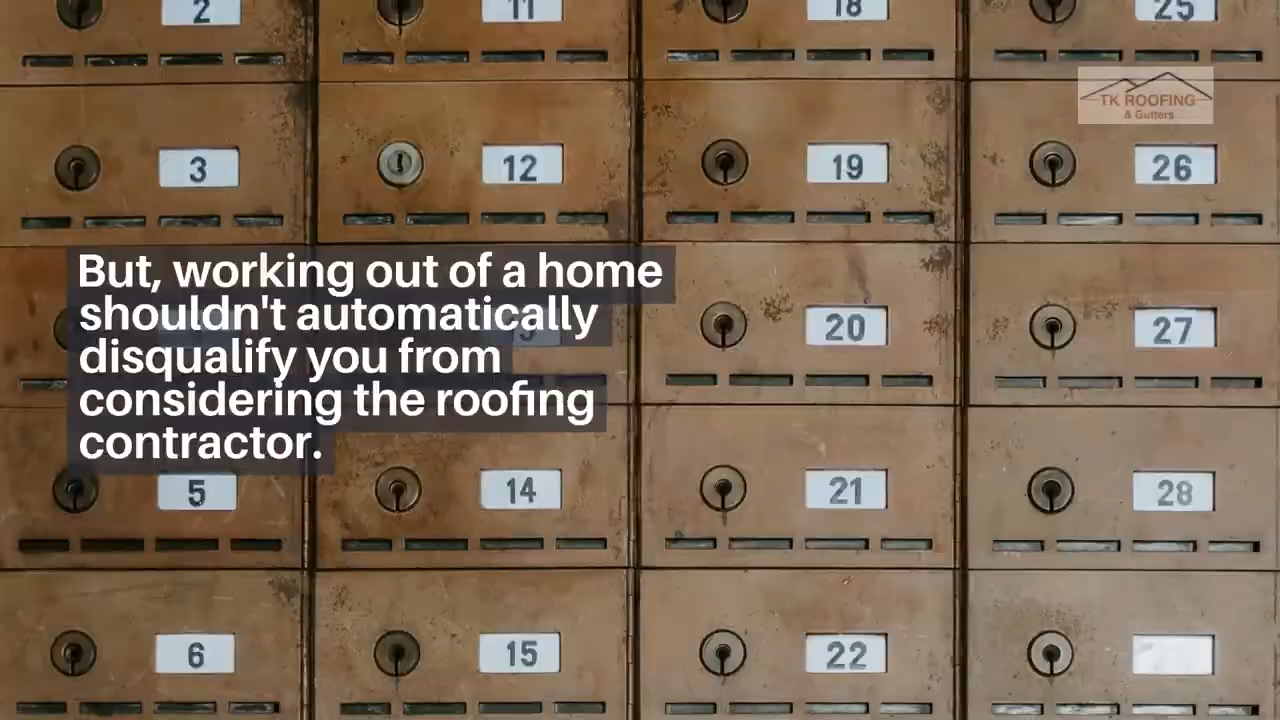 2
11
18
25
TK ROOFING
& Gutters
3
12
19
26
But, working out of a home
shouldn't automatically
disqualify you from
considering the roofing
contractor.
20
27
5
14
21
28
6
15
22